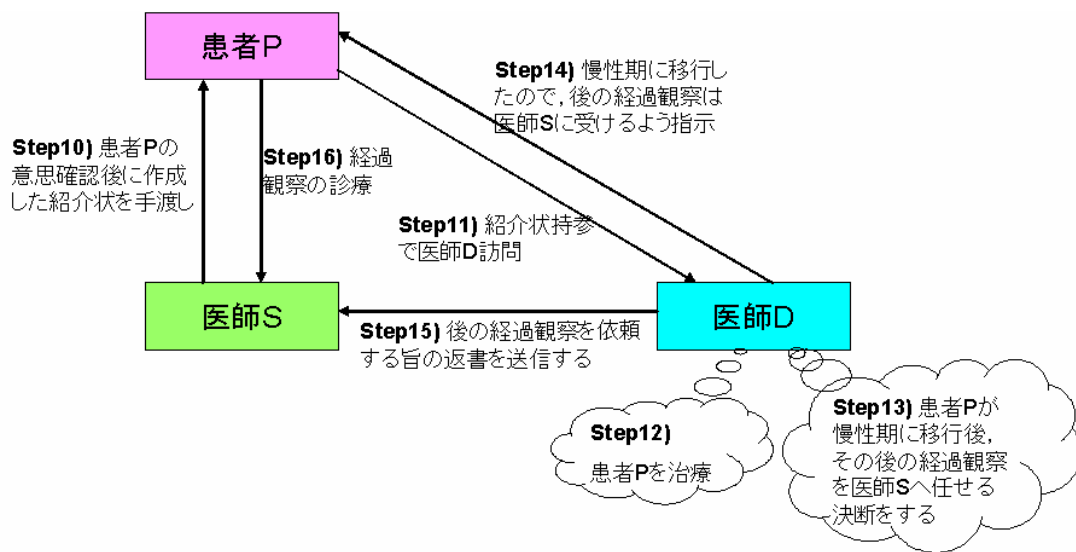 患者P
Step14) 慢性期に移行し
たので，後の経過観察は
医師Sに受けるよう指示
Step10) 患者Pの
意思確認後に作成
した紹介状を手渡し
Step16) 経過
観察の診療
Step11) 紹介状持参
で医師D訪問
医師S
医師D
Step15) 後の経過観察を依頼
する旨の返書を送信する
Step12)
患者Pを治療
Step13) 患者Pが
慢性期に移行後，
その後の経過観察
を医師Sへ任せる
決断をする